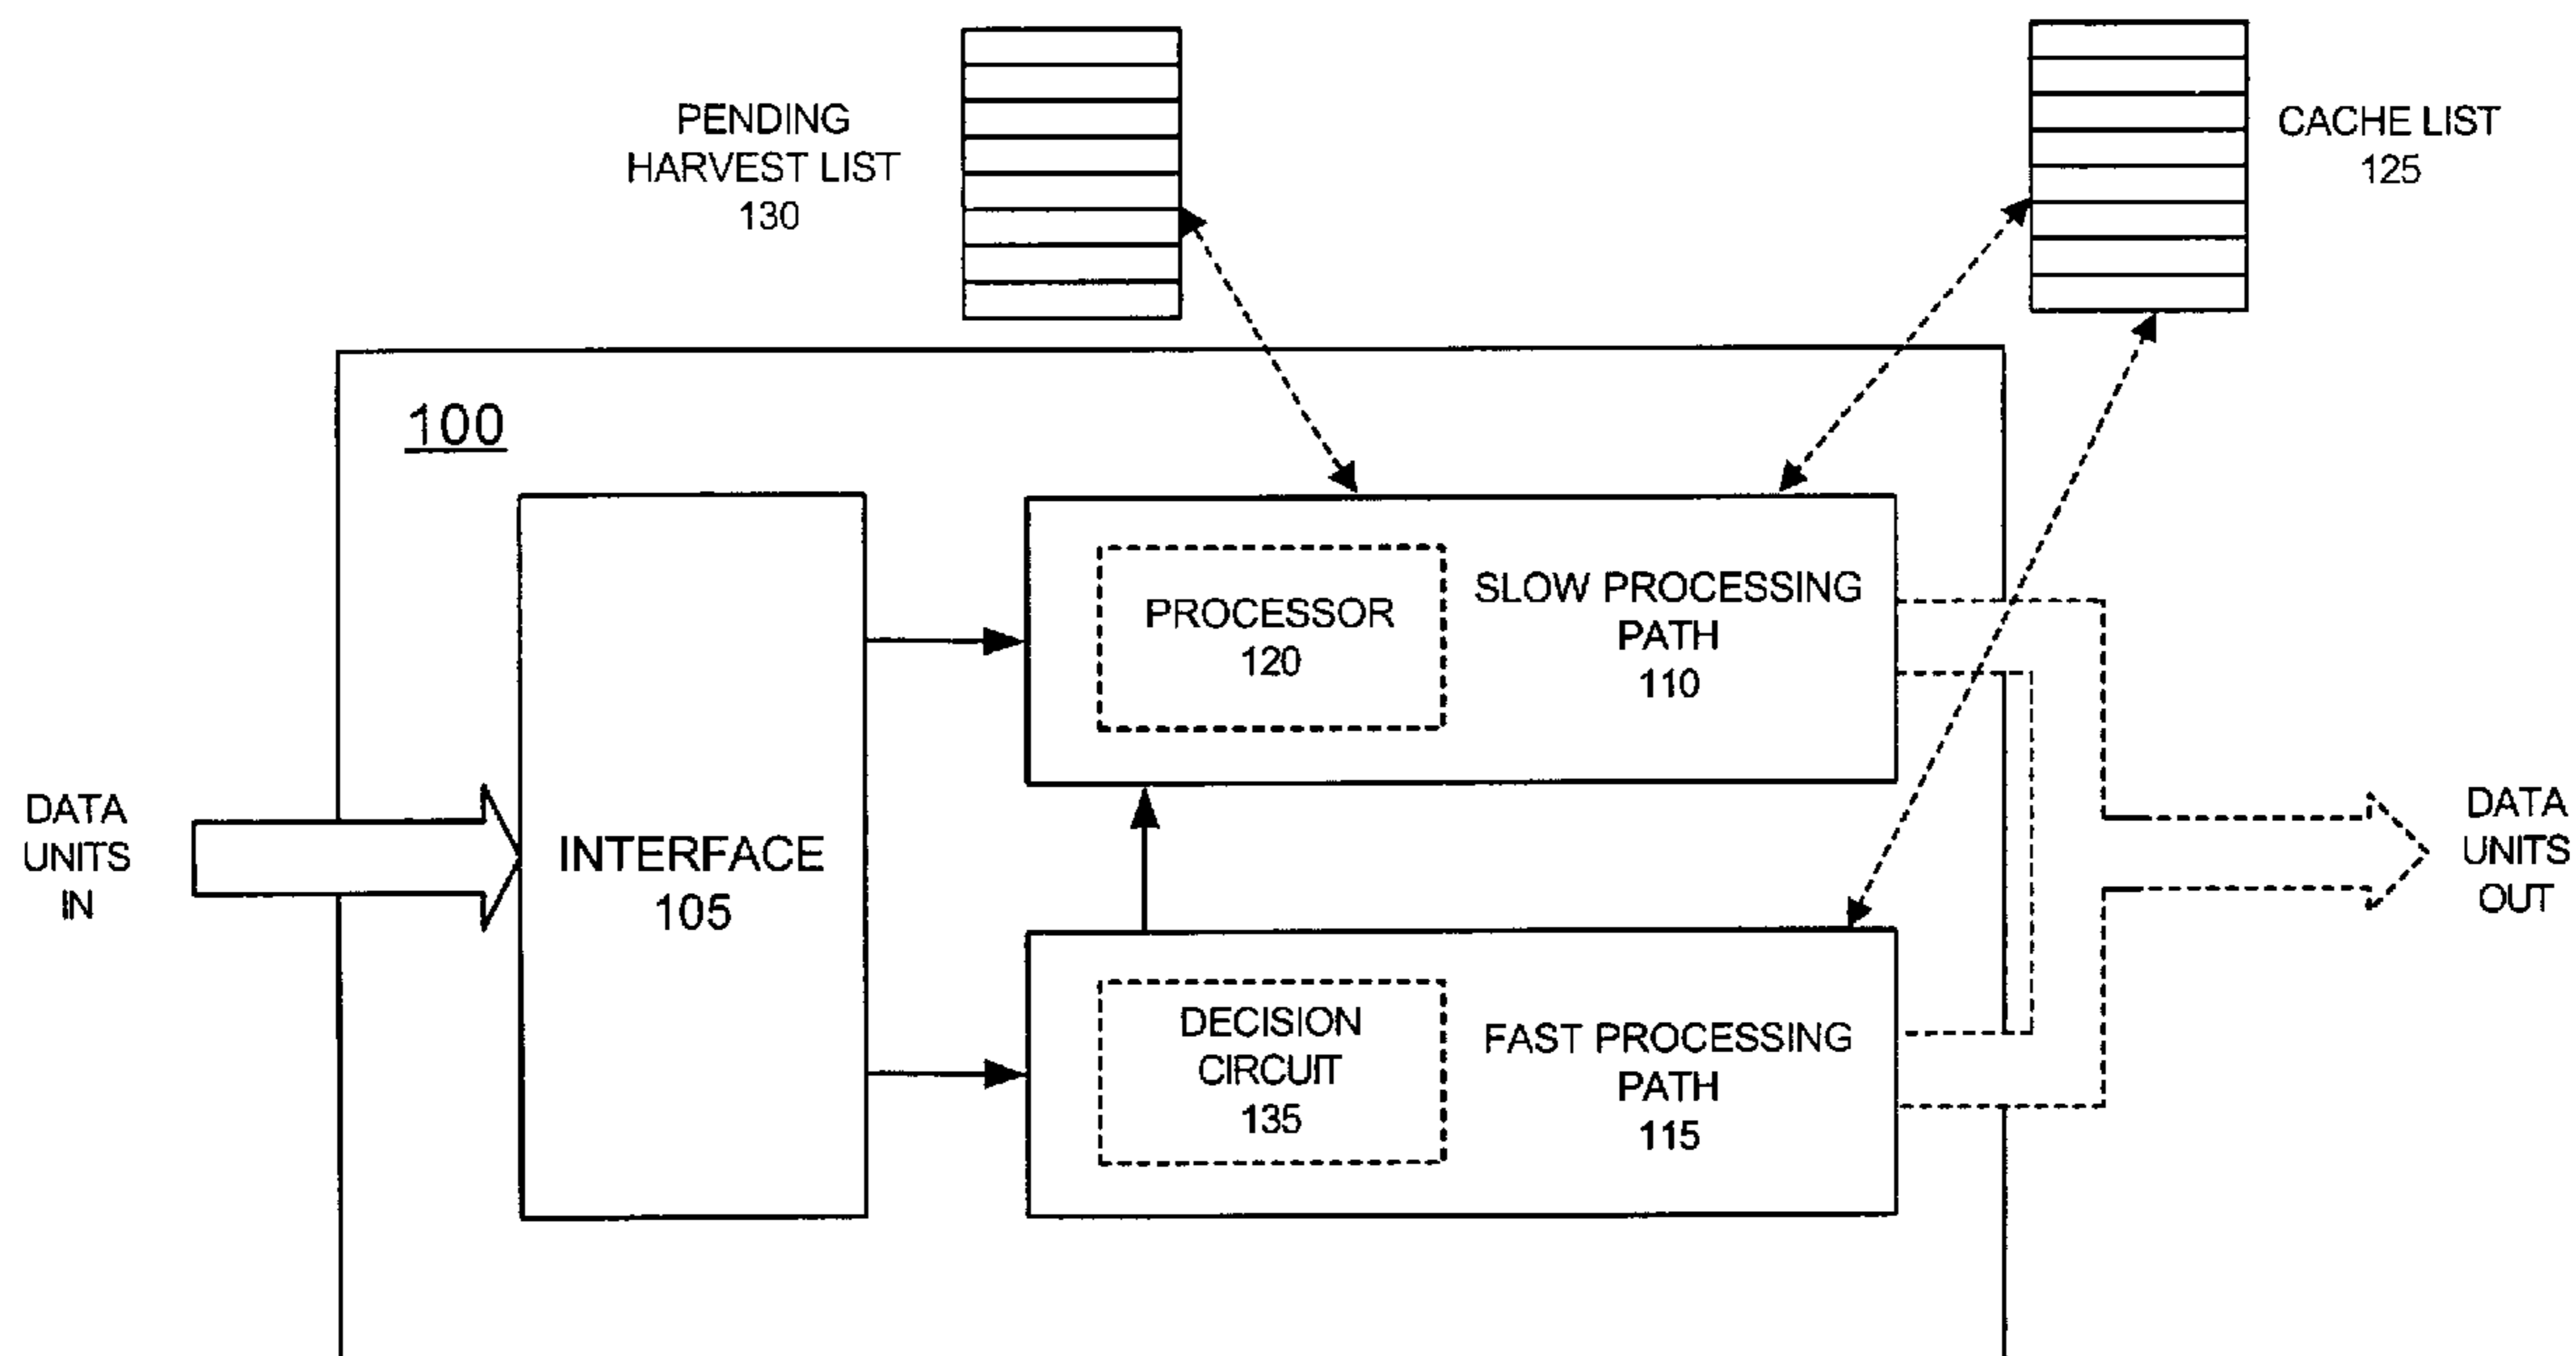 PENDING
HARVEST LIST
130
CACHE LIST
125
100
PROCESSOR
120
SLOW PROCESSING
PATH
110
DATA
UNITS
IN
INTERFACE
105
DATA
UNITS
OUT
DECISION
CIRCUIT
135
FAST PROCESSING
PATH
115